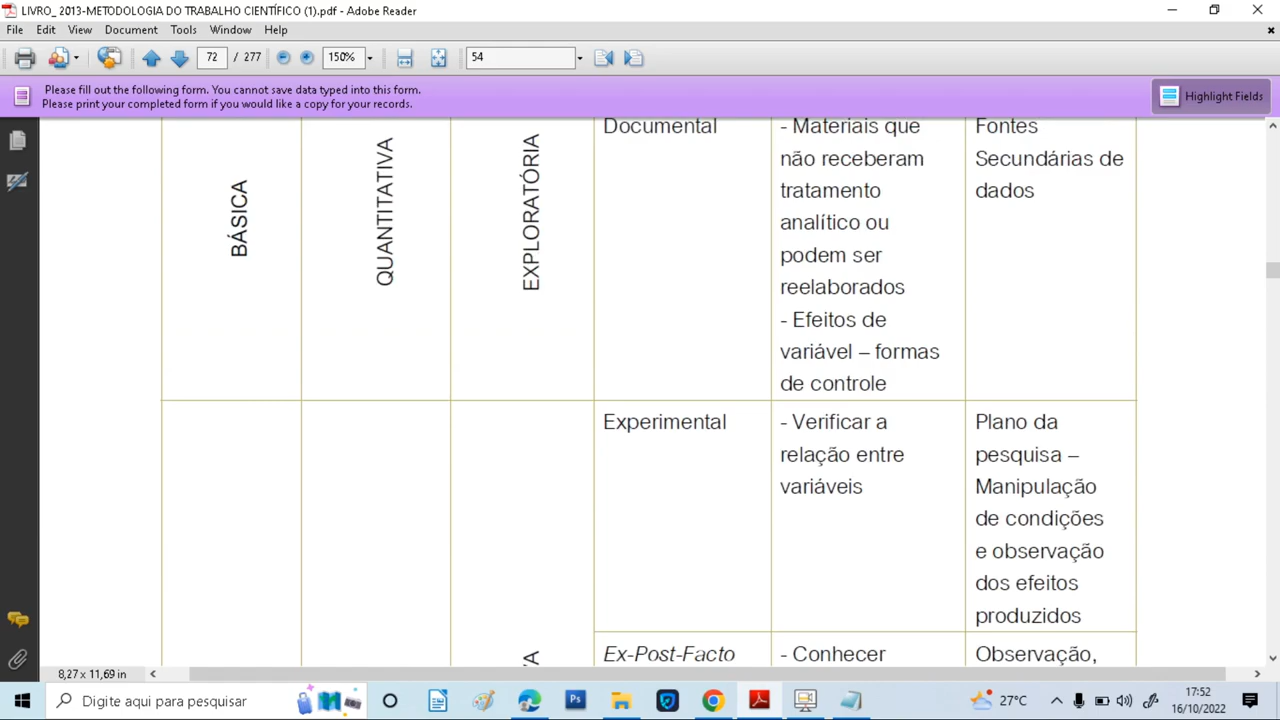 LIVRO_ 2013-METODOLOGIA DO TRABALHO CIENTÍFICO (1).pdf - Adobe Reader
File Edit View Document Tools Window Help
72 / 277 150% 54
Please fill out the following form. You cannot save data typed into this form.
Please print your completed form if you would like a copy for your records.
Highlight Fields
BÁSICA
QUANTITATIVA
EXPLORATÓRIA
Documental
- Materiais que
não receberam
tratamento
analítico ou
podem ser
reelaborados
- Efeitos de
variável – formas
de controle
Fontes
Secundárias de
dados
Experimental
- Verificar a
relação entre
variáveis
Plano da
pesquisa –
Manipulação
de condições
e observação
dos efeitos
produzidos
Ex-Post-Facto
- Conhecer
Observação,
8,27 x 11,69 in
Digite aqui para pesquisar
Ps
27°C
17:52
16/10/2022